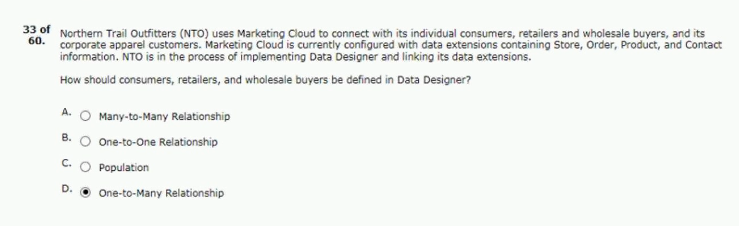 33 of Northern Trail Outfitters (NTO) uses Marketing Cloud to connect with its individual consumers, retailers and wholesale buyers, and its
60. corporate apparel customers. Marketing Cloud is currently configured with data extensions containing Store, Order, Product, and Contact
information. NTO is in the process of implementing Data Designer and linking its data extensions.
How should consumers, retailers, and wholesale buyers be defined in Data Designer?
A. Many-to-Many Relationship
B. One-to-One Relationship
C. Population
D. One-to-Many Relationship